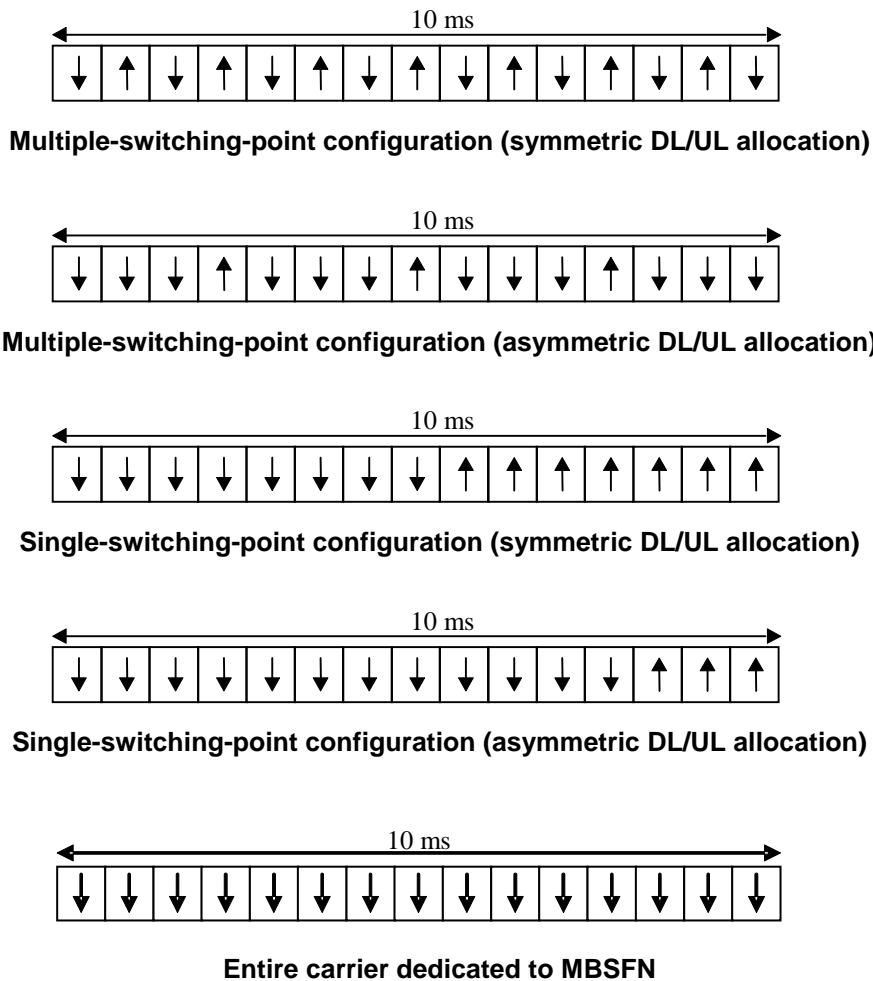 10 ms
Multiple-switching-point configuration (symmetric DL/UL allocation)
10 ms
Multiple-switching-point configuration (asymmetric DL/UL allocation)
10 ms
Single-switching-point configuration (symmetric DL/UL allocation)
10 ms
Single-switching-point configuration (asymmetric DL/UL allocation)
10 ms
Entire carrier dedicated to MBSFN